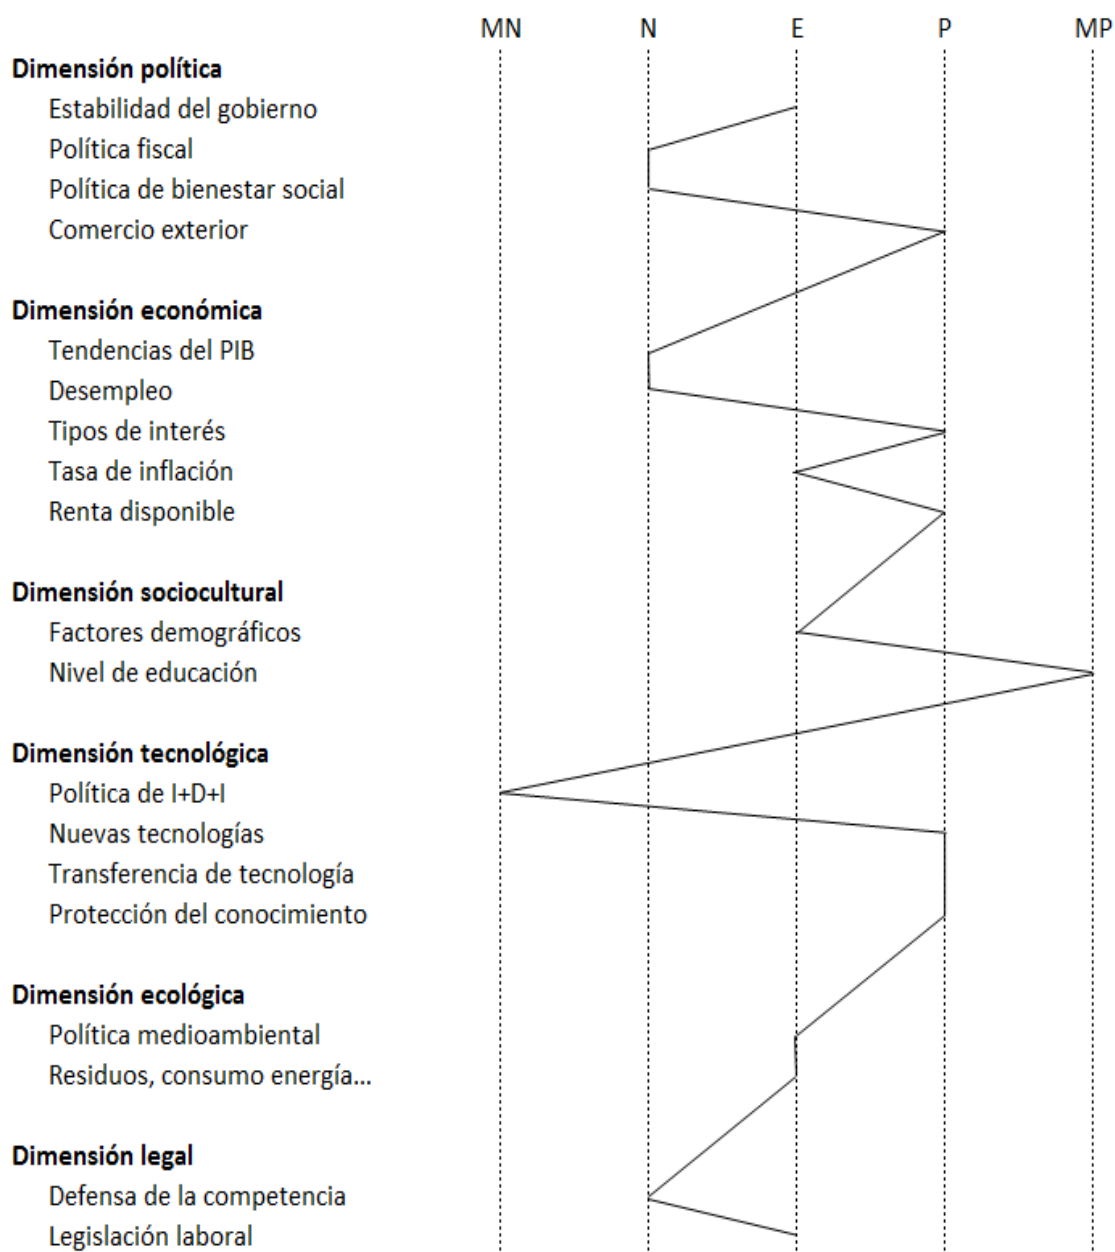 MN N E P MP
Dimensión política
Estabilidad del gobierno
Política fiscal
Política de bienestar social
Comercio exterior
Dimensión económica
Tendencias del PIB
Desempleo
Tipos de interés
Tasa de inflación
Renta disponible
Dimensión sociocultural
Factores demográficos
Nivel de educación
Dimensión tecnológica
Política de I+D+I
Nuevas tecnologías
Transferencia de tecnología
Protección del conocimiento
Dimensión ecológica
Política medioambiental
Residuos, consumo energía...
Dimensión legal
Defensa de la competencia
Legislación laboral